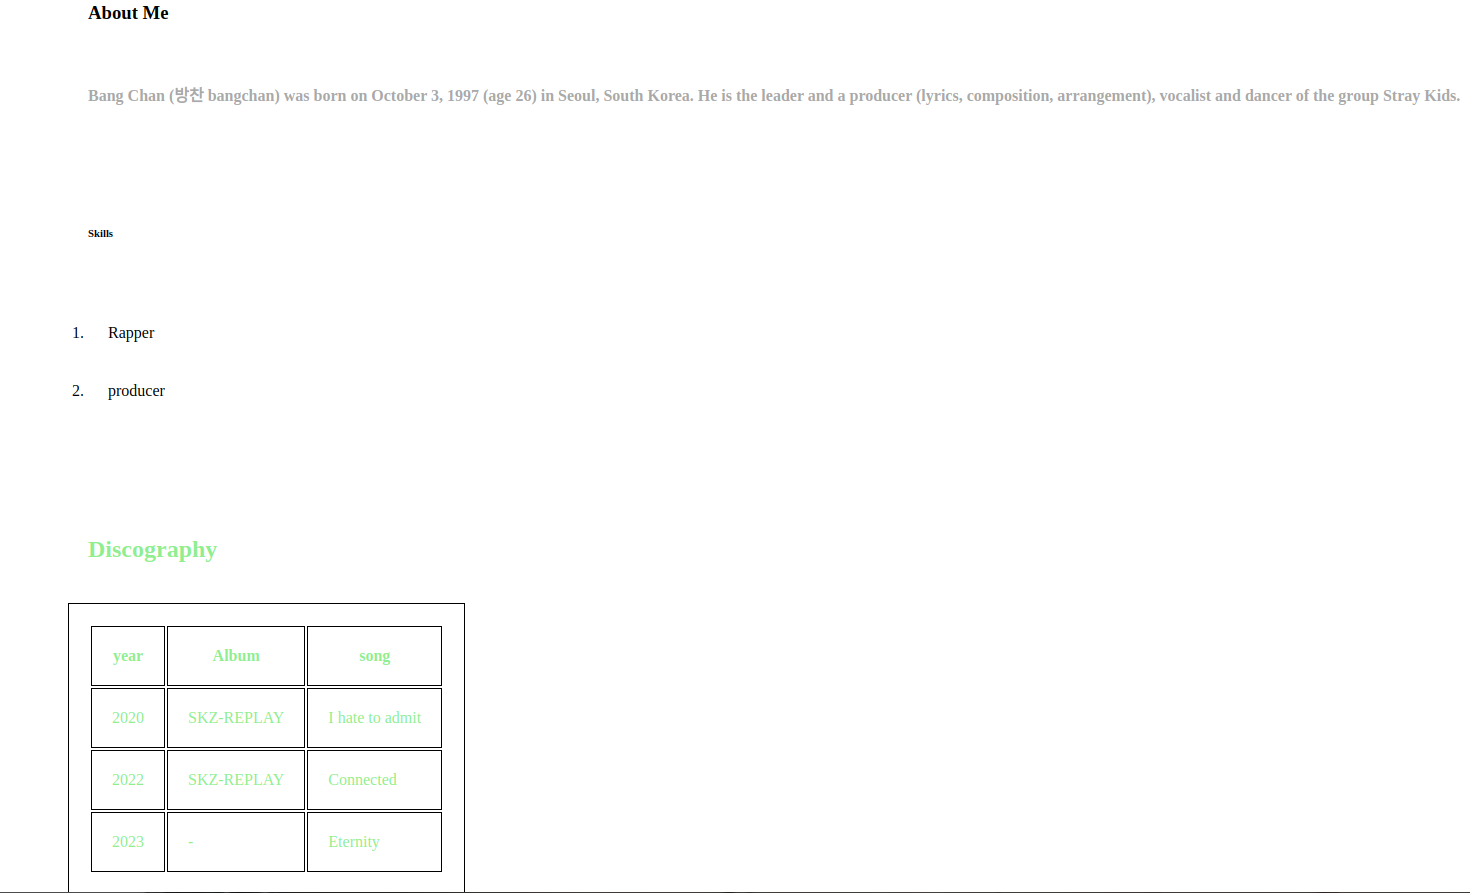 About Me
Bang Chan (방찬 bangchan) was born on October 3, 1997 (age 26) in Seoul, South Korea. He is the leader and a producer (lyrics, composition, arrangement), vocalist and dancer of the group Stray Kids.
Skills
1. Rapper
2. producer
Discography
year Album song
2020 SKZ-REPLAY I hate to admit
2022 SKZ-REPLAY Connected
2023 - Eternity